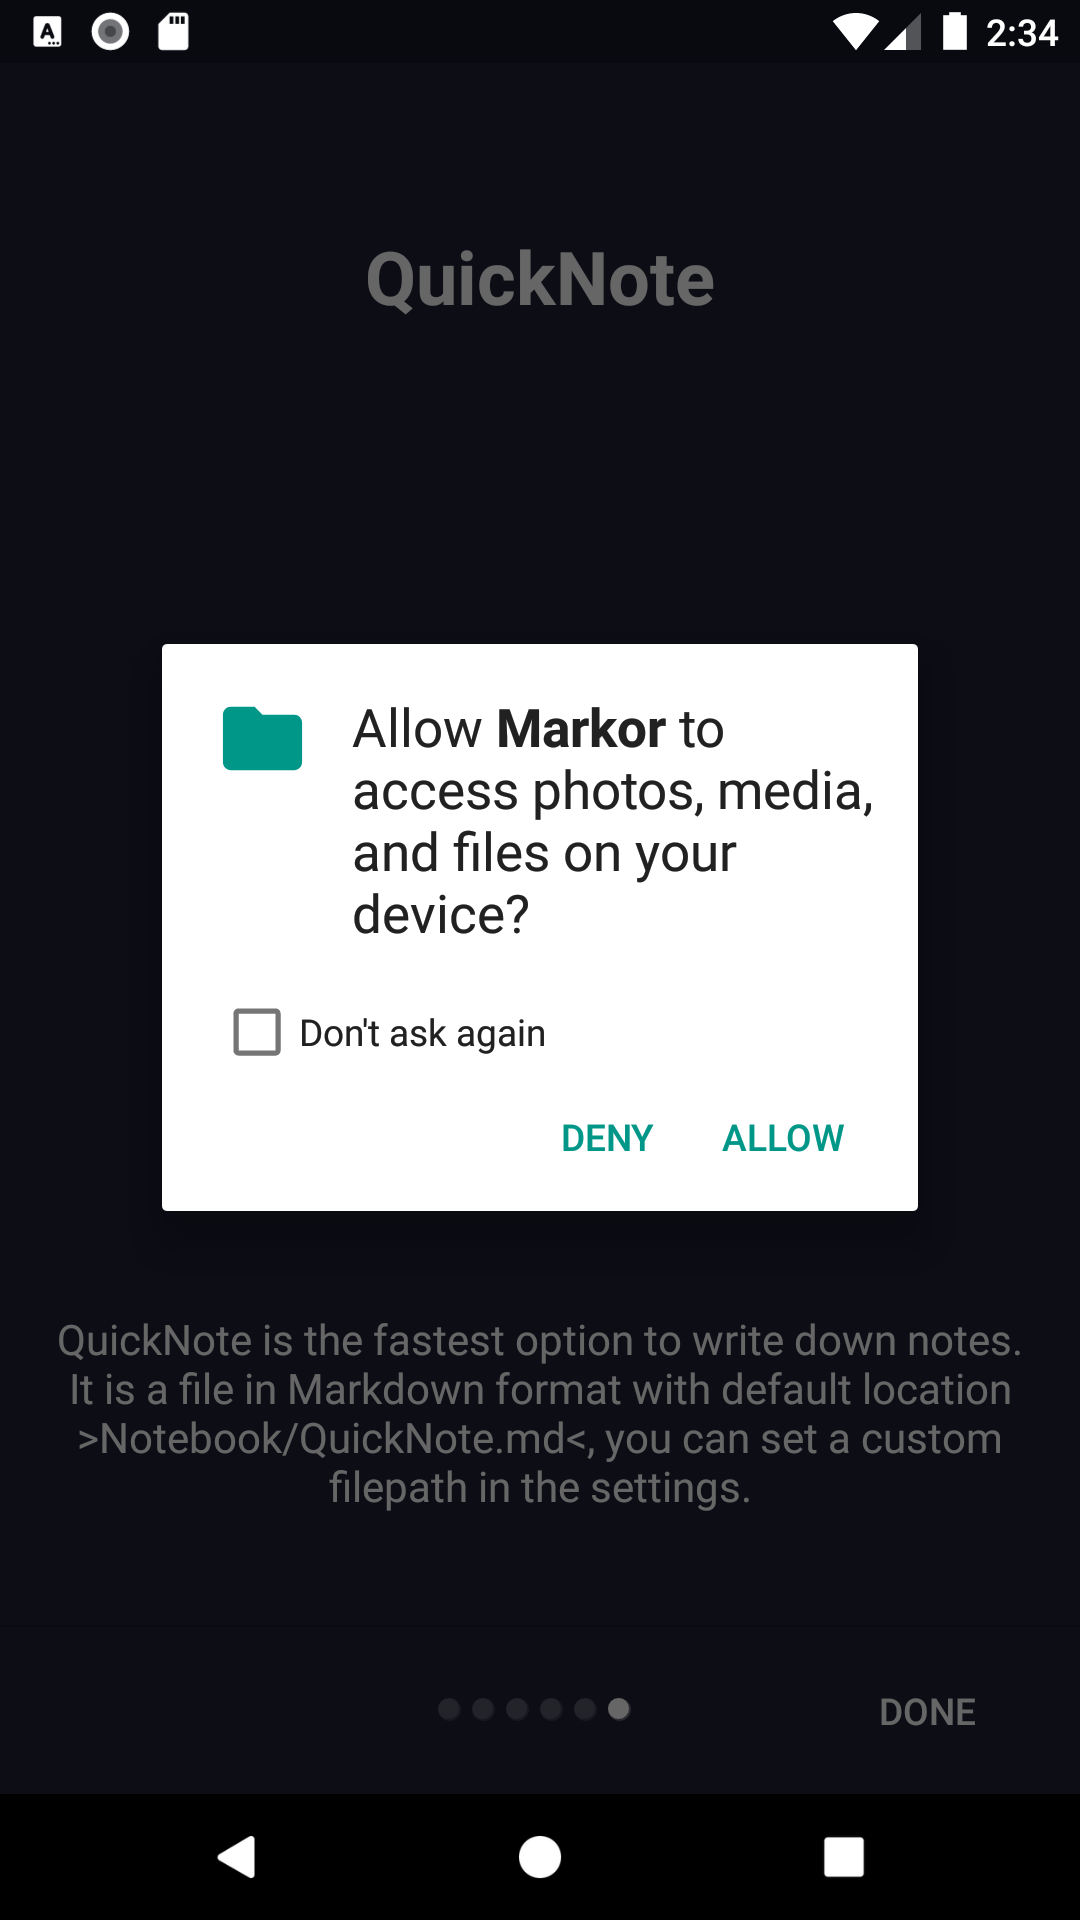 2:34
QuickNote
Allow Markor to
access photos, media,
and files on your
device?
Don't ask again
DENY ALLOW
QuickNote is the fastest option to write down notes.
It is a file in Markdown format with default location
>Notebook/QuickNote.md<, you can set a custom
filepath in the settings.
DONE